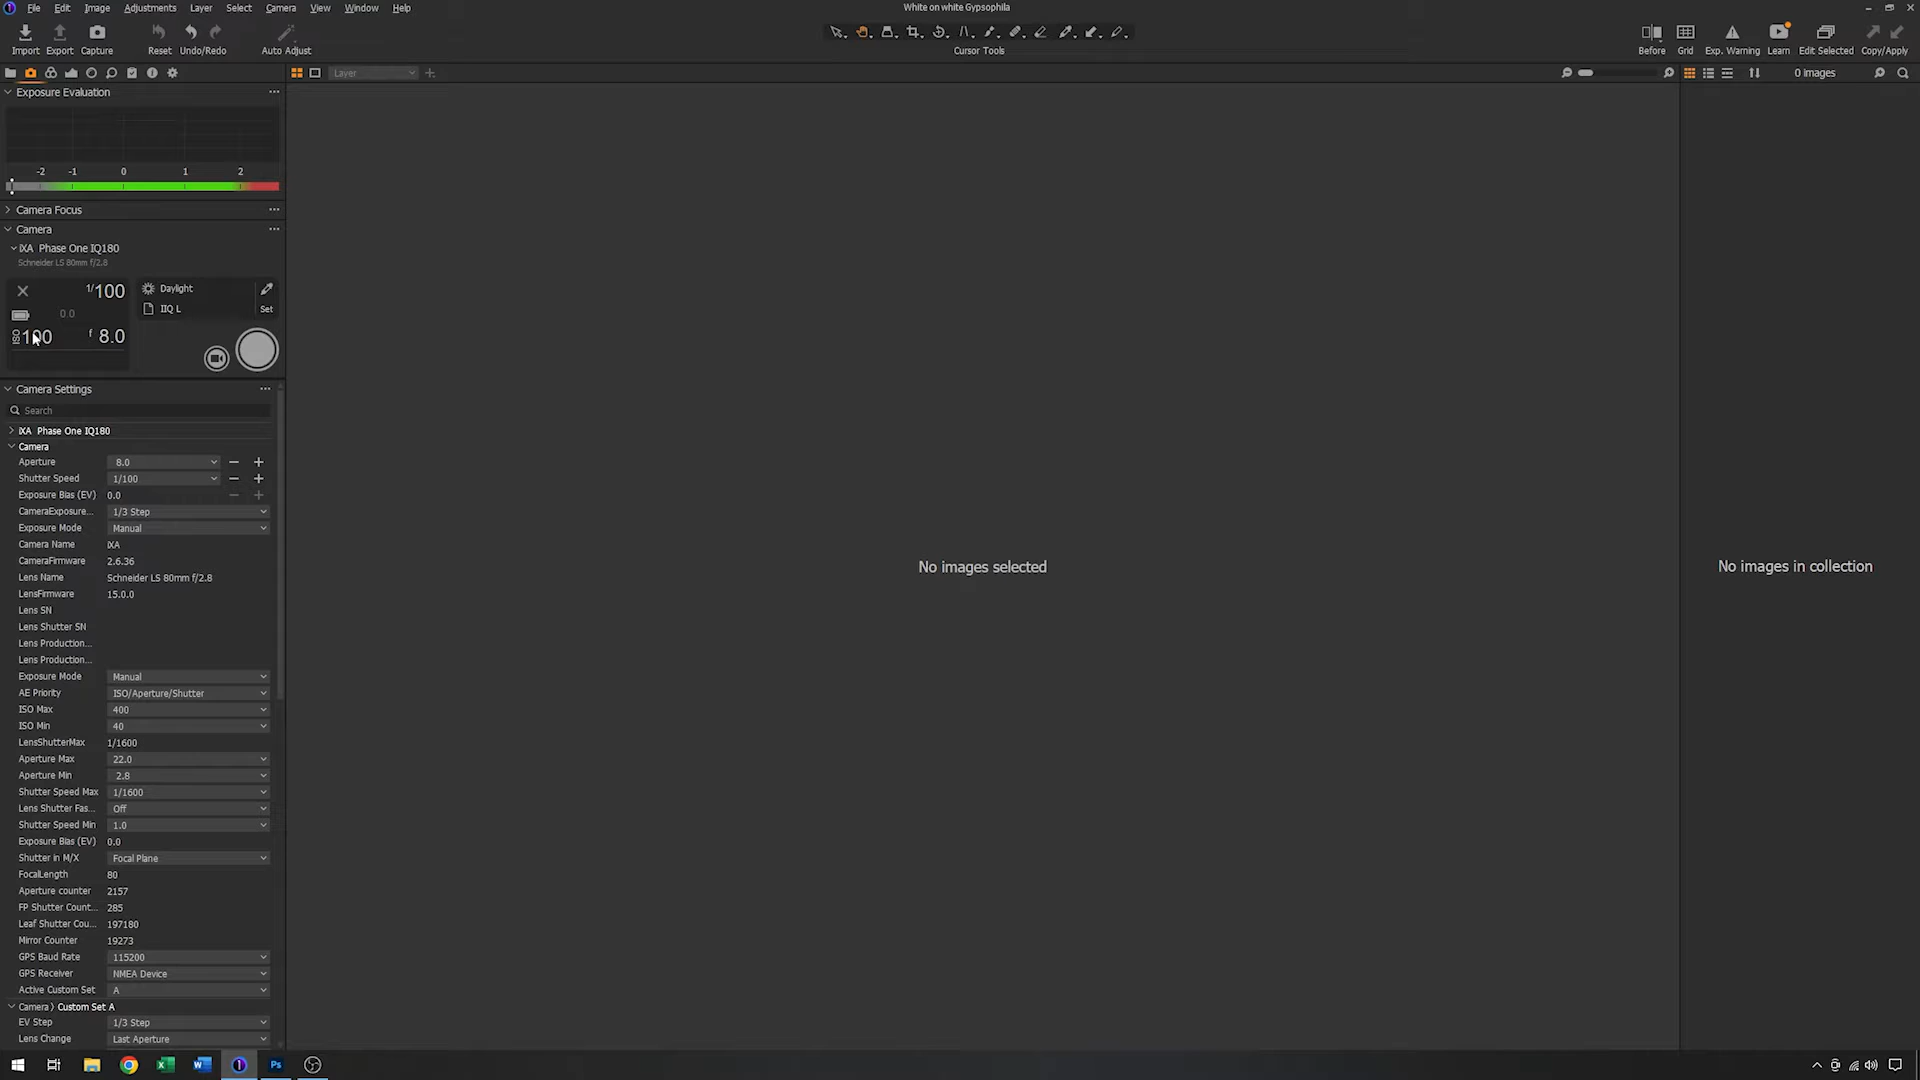 File Edit Image Adjustments Layer Select Camera View Window Help
White on white Gypsophila
Import Export Capture Reset Undo/Redo Auto Adjust
Cursor Tools
Before Grid Exp. Warning Learn Edit Selected Copy/Apply
Layer
0 images
Exposure Evaluation
-2 -1 0 1 2
Camera Focus
Camera
iXA Phase One IQ180
Schneider LS 80mm f/2.8
1/100
Daylight
0.0
IIQ L
Set
ISO 100 f 8.0
Camera Settings
Search
iXA Phase One IQ180
Camera
Aperture 8.0
Shutter Speed 1/100
Exposure Bias (EV) 0.0
CameraExposure... 1/3 Step
Exposure Mode Manual
Camera Name iXA
CameraFirmware 2.6.36
Lens Name Schneider LS 80mm f/2.8
LensFirmware 15.0.0
Lens SN
Lens Shutter SN
Lens Production...
Lens Production...
Exposure Mode Manual
AE Priority ISO/Aperture/Shutter
ISO Max 400
ISO Min 40
LensShutterMax 1/1600
Aperture Max 22.0
Aperture Min 2.8
Shutter Speed Max 1/1600
Lens Shutter Fas... Off
Shutter Speed Min 1.0
Exposure Bias (EV) 0.0
Shutter in M/X Focal Plane
FocalLength 80
Aperture counter 2157
FP Shutter Count... 285
Leaf Shutter Cou... 197180
Mirror Counter 19273
GPS Baud Rate 115200
GPS Receiver NMEA Device
Active Custom Set A
Camera ⟩ Custom Set A
EV Step 1/3 Step
Lens Change Last Aperture
No images selected
No images in collection
Ps